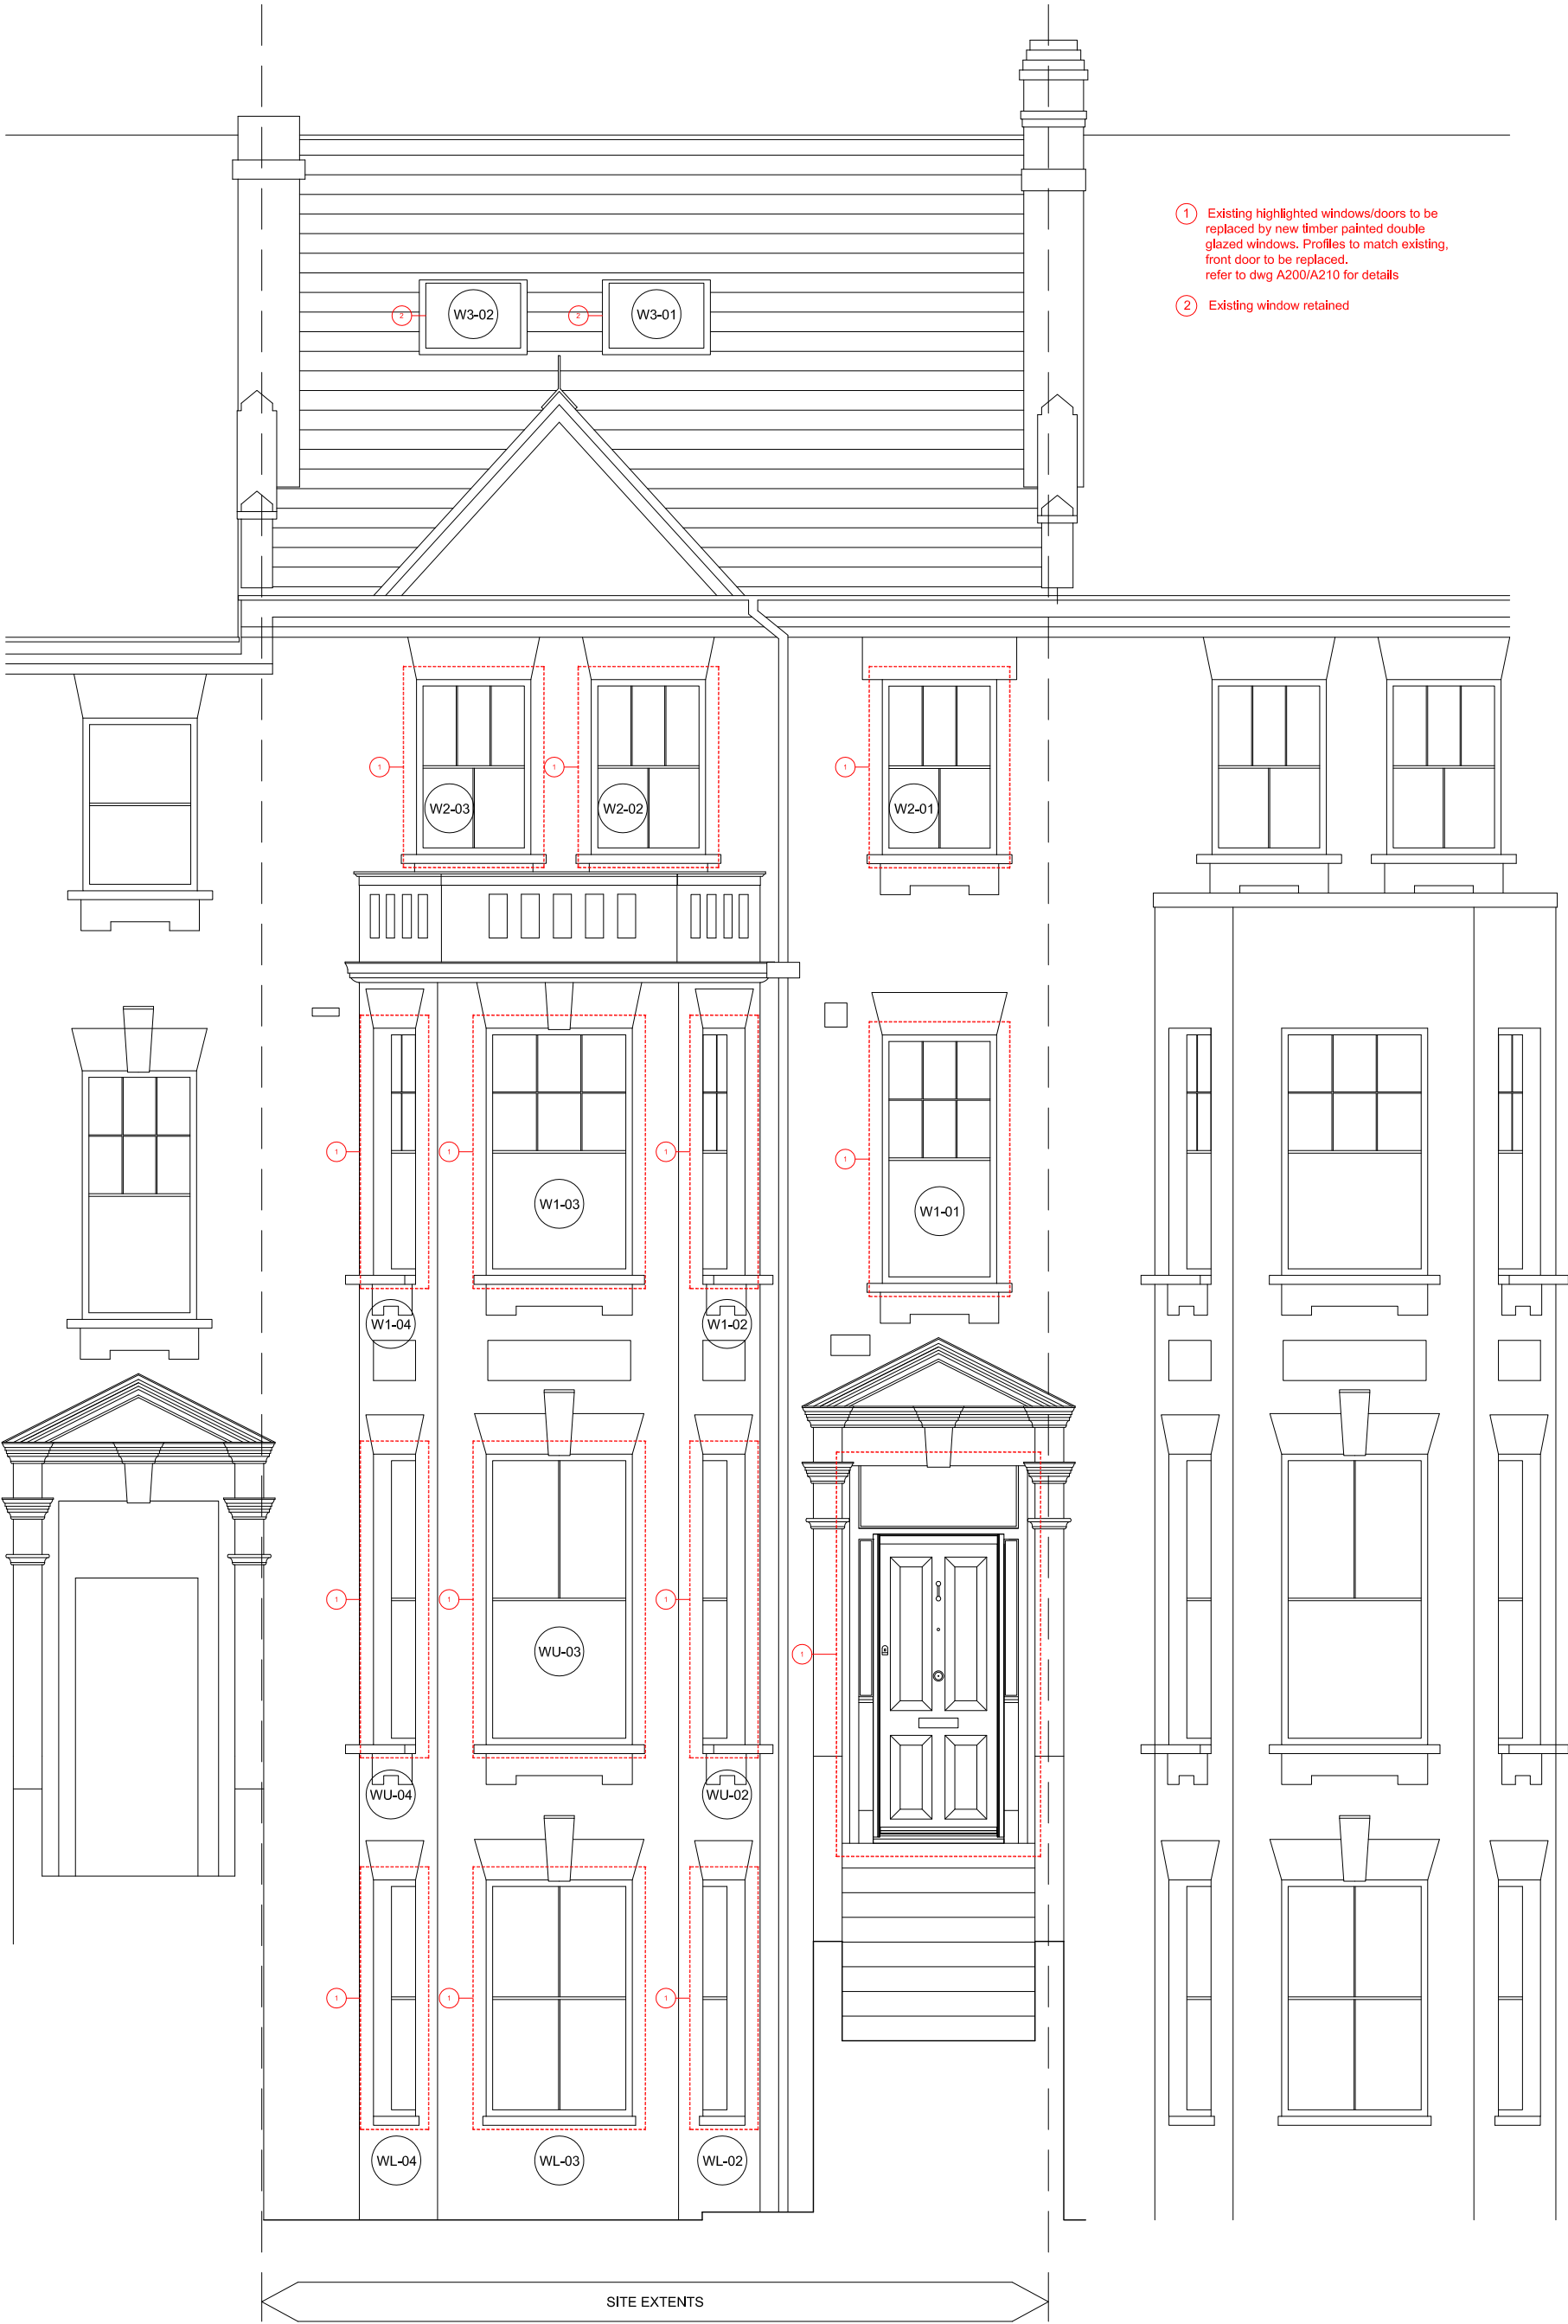 1 Existing highlighted windows/doors to be
replaced by new timber painted double
glazed windows. Profiles to match existing,
front door to be replaced.
refer to dwg A200/A210 for details
2 Existing window retained
2 W3-02 2 W3-01
1 1 1
W2-03 W2-02 W2-01
1 1 1 1
W1-03 W1-01
W1-04 W1-02
1 1 1
WU-03 1
WU-04 WU-02
1 1 1
WL-04 WL-03 WL-02
SITE EXTENTS